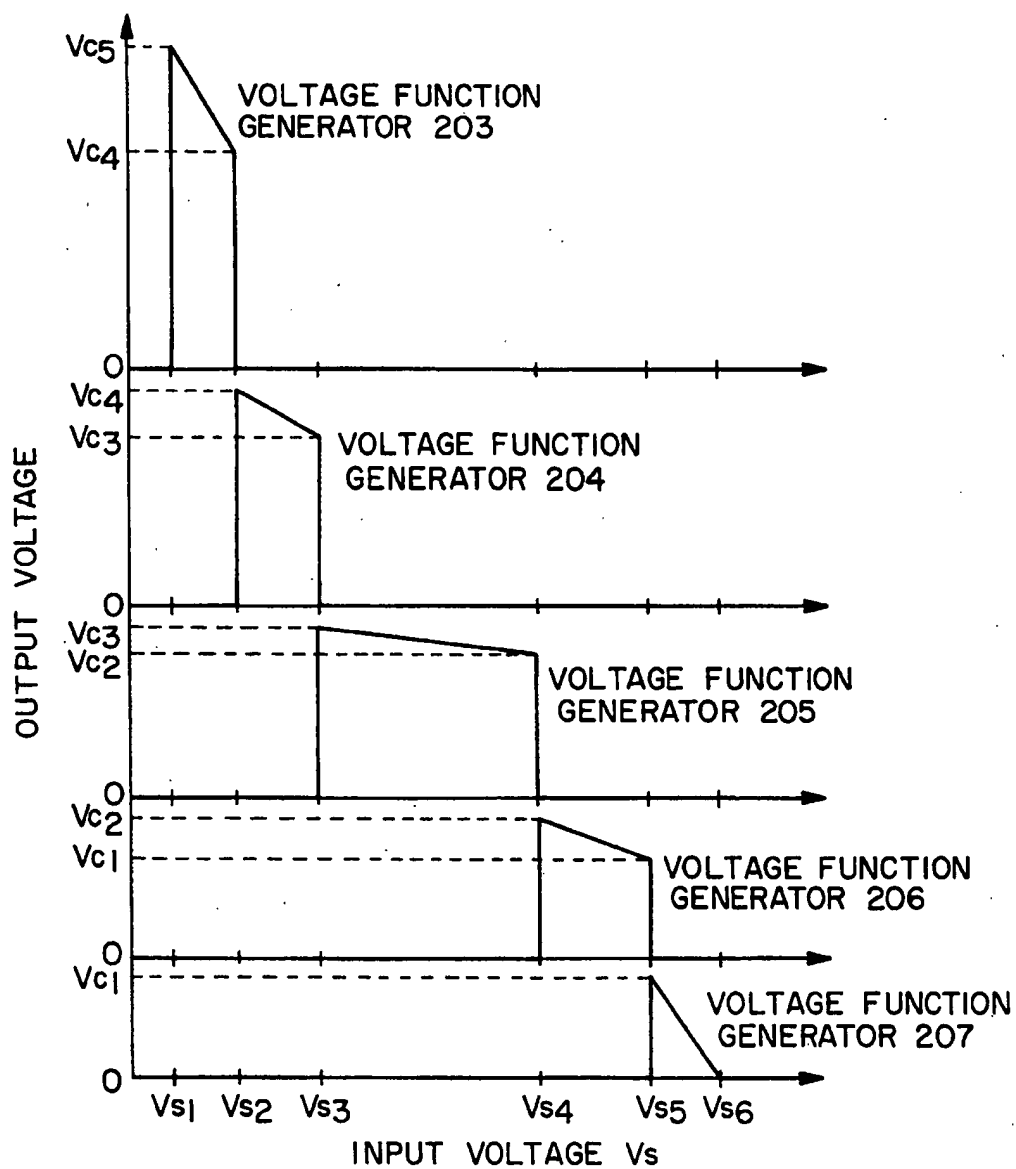 Vc5
VOLTAGE FUNCTION
GENERATOR 203
Vc4
0
Vc4
Vc3
VOLTAGE FUNCTION
GENERATOR 204
0
OUTPUT VOLTAGE
Vc3
Vc2
VOLTAGE FUNCTION
GENERATOR 205
0
Vc2
Vc1
VOLTAGE FUNCTION
GENERATOR 206
0
Vc1
VOLTAGE FUNCTION
GENERATOR 207
0
Vs1 Vs2 Vs3 Vs4 Vs5 Vs6
INPUT VOLTAGE Vs